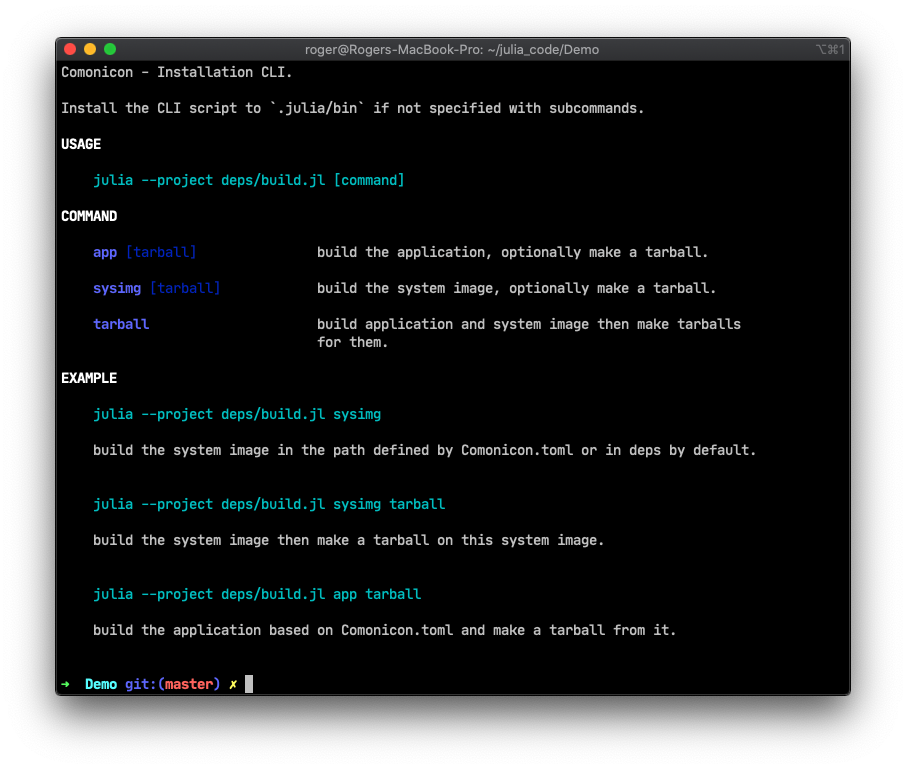 roger@Rogers-MacBook-Pro: ~/julia_code/Demo
⌥⌘1
Comonicon - Installation CLI.
Install the CLI script to `.julia/bin` if not specified with subcommands.
USAGE
julia --project deps/build.jl [command]
COMMAND
app [tarball] build the application, optionally make a tarball.
sysimg [tarball] build the system image, optionally make a tarball.
tarball build application and system image then make tarballs
for them.
EXAMPLE
julia --project deps/build.jl sysimg
build the system image in the path defined by Comonicon.toml or in deps by default.
julia --project deps/build.jl sysimg tarball
build the system image then make a tarball on this system image.
julia --project deps/build.jl app tarball
build the application based on Comonicon.toml and make a tarball from it.
➜ Demo git:(master) ✗